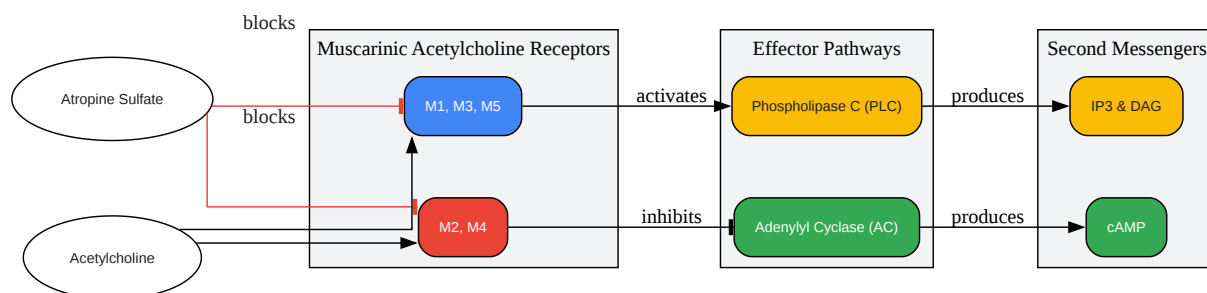 blocks
Muscarinic Acetylcholine Receptors
Effector Pathways
Second Messengers
Atropine Sulfate
M1, M3, M5
activates
Phospholipase C (PLC)
produces
IP3 & DAG
blocks
M2, M4
inhibits
Adenylyl Cyclase (AC)
produces
cAMP
Acetylcholine